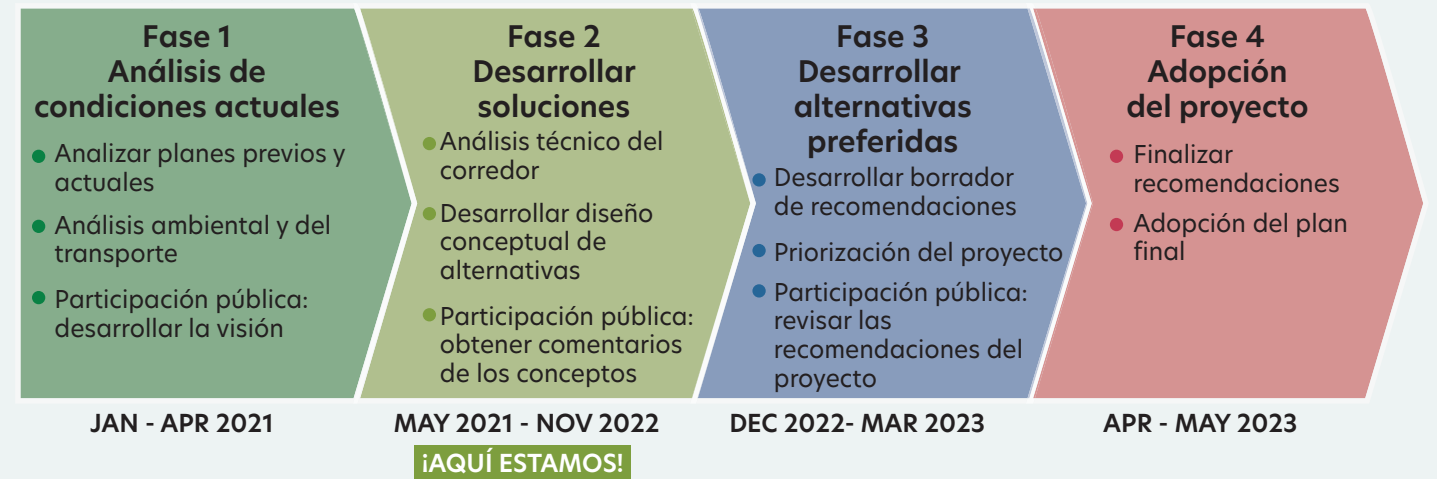 Fase 1
Análisis de
condiciones actuales
Analizar planes previos y
actuales
Análisis ambiental y del
transporte
Participación pública:
desarrollar la visión
JAN - APR 2021
Fase 2
Desarrollar
soluciones
Análisis técnico del
corredor
Desarrollar diseño
conceptual de
alternativas
Participación pública:
obtener comentarios
de los conceptos
MAY 2021 - NOV 2022
¡AQUÍ ESTAMOS!
Fase 3
Desarrollar
alternativas
preferidas
Desarrollar borrador
de recomendaciones
Priorización del proyecto
Participación pública:
revisar las
recomendaciones del
proyecto
DEC 2022- MAR 2023
Fase 4
Adopción
del proyecto
Finalizar
recomendaciones
Adopción del plan
final
APR - MAY 2023